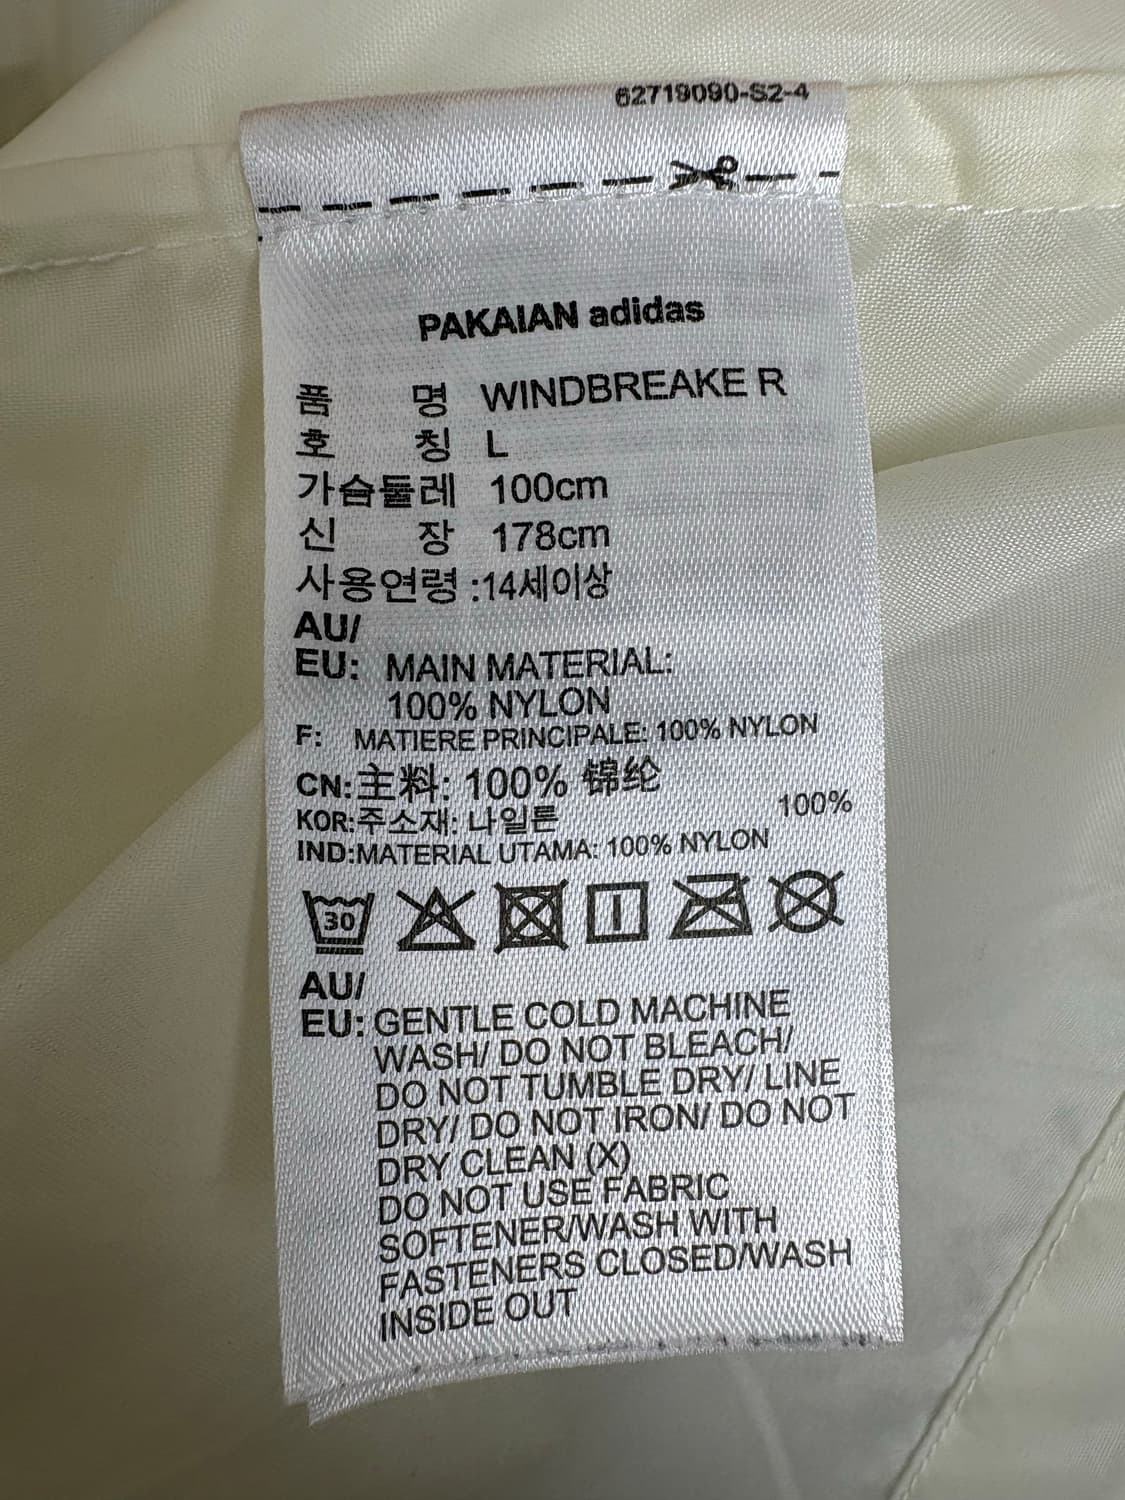 62719090-S2-4
PAKAIAN adidas
품 명 WINDBREAKE R
호 칭 L
가슴둘레 100cm
신 장 178cm
사용연령 :14세이상
AU/
EU: MAIN MATERIAL:
100% NYLON
F: MATIERE PRINCIPALE: 100% NYLON
CN:主料: 100% 锦纶
100%
KOR:주소재: 나일론
IND:MATERIAL UTAMA: 100% NYLON
30
AU/
EU: GENTLE COLD MACHINE
WASH/ DO NOT BLEACH/
DO NOT TUMBLE DRY/ LINE
DRY/ DO NOT IRON/ DO NOT
DRY CLEAN (X)
DO NOT USE FABRIC
SOFTENER/WASH WITH
FASTENERS CLOSED/WASH
INSIDE OUT